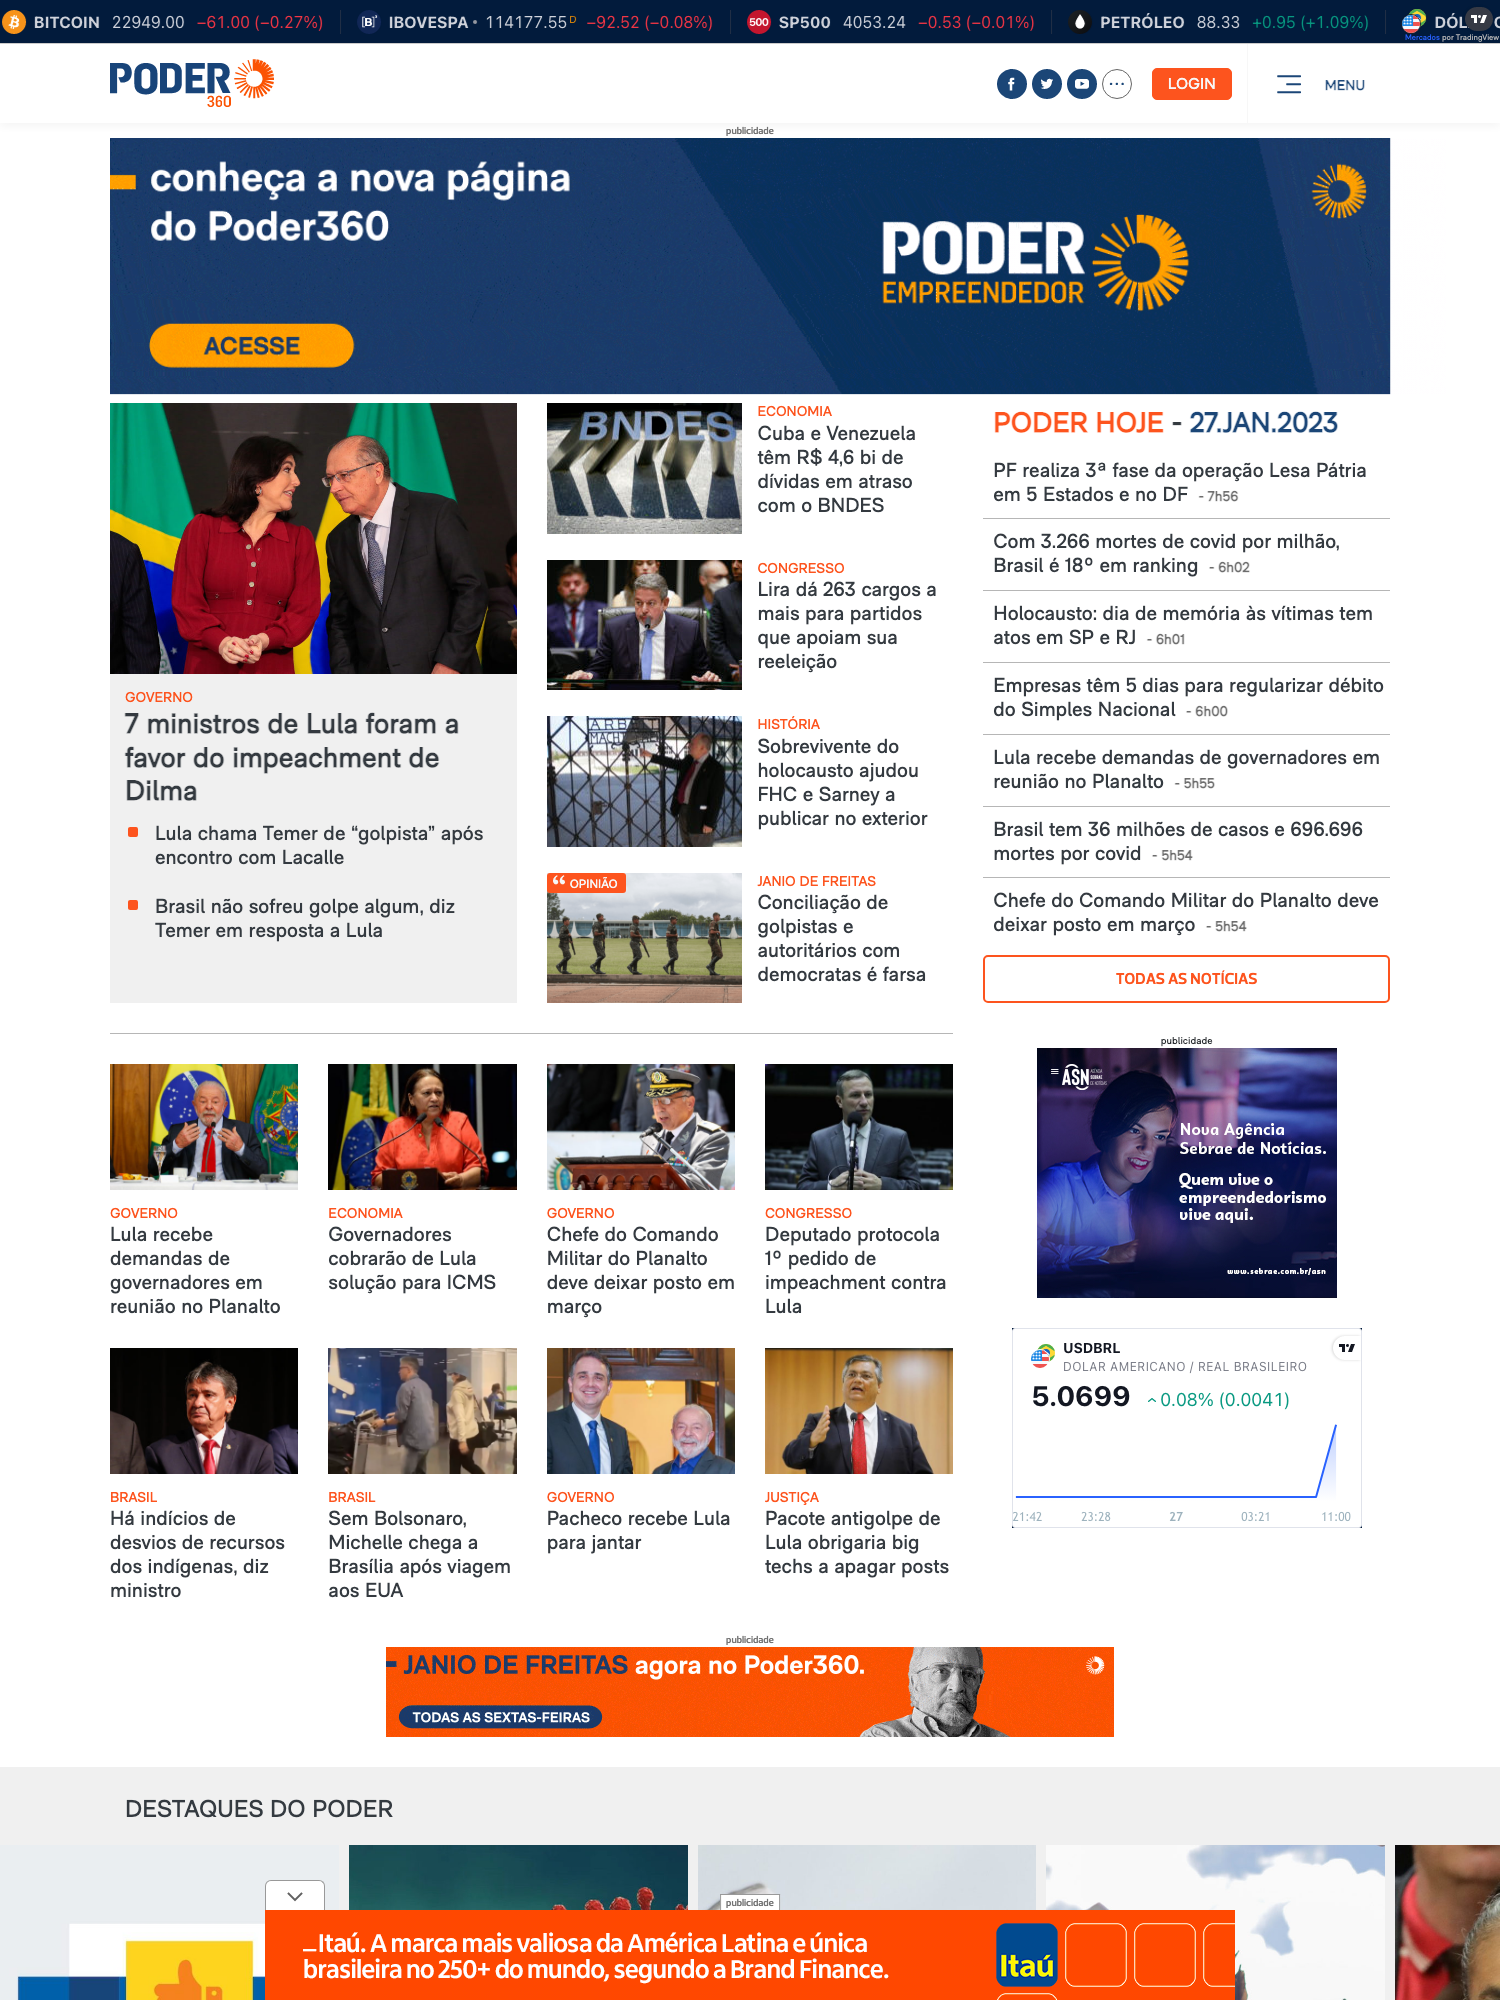 BITCOIN 22949.00 −61.00 (−0.27%)
IBOVESPA • 114177.55 D −92.52 (−0.08%)
500 SP500 4053.24 −0.53 (−0.01%)
PETRÓLEO 88.33 +0.95 (+1.09%)
Mercados por TradingView
PODER
360
LOGIN
MENU
publicidade
conheça a nova página
do Poder360
ACESSE
PODER
EMPREENDEDOR
GOVERNO
7 ministros de Lula foram a
favor do impeachment de
Dilma
Lula chama Temer de “golpista” após
encontro com Lacalle
Brasil não sofreu golpe algum, diz
Temer em resposta a Lula
BNDES
ECONOMIA
Cuba e Venezuela
têm R$ 4,6 bi de
dívidas em atraso
com o BNDES
CONGRESSO
Lira dá 263 cargos a
mais para partidos
que apoiam sua
reeleição
HISTÓRIA
Sobrevivente do
holocausto ajudou
FHC e Sarney a
publicar no exterior
“ OPINIÃO
JANIO DE FREITAS
Conciliação de
golpistas e
autoritários com
democratas é farsa
PODER HOJE - 27.JAN.2023
PF realiza 3ª fase da operação Lesa Pátria
em 5 Estados e no DF - 7h56
Com 3.266 mortes de covid por milhão,
Brasil é 18º em ranking - 6h02
Holocausto: dia de memória às vítimas tem
atos em SP e RJ - 6h01
Empresas têm 5 dias para regularizar débito
do Simples Nacional - 6h00
Lula recebe demandas de governadores em
reunião no Planalto - 5h55
Brasil tem 36 milhões de casos e 696.696
mortes por covid - 5h54
Chefe do Comando Militar do Planalto deve
deixar posto em março - 5h54
TODAS AS NOTÍCIAS
GOVERNO
Lula recebe
demandas de
governadores em
reunião no Planalto
ECONOMIA
Governadores
cobrarão de Lula
solução para ICMS
GOVERNO
Chefe do Comando
Militar do Planalto
deve deixar posto em
março
CONGRESSO
Deputado protocola
1º pedido de
impeachment contra
Lula
BRASIL
Há indícios de
desvios de recursos
dos indígenas, diz
ministro
BRASIL
Sem Bolsonaro,
Michelle chega a
Brasília após viagem
aos EUA
GOVERNO
Pacheco recebe Lula
para jantar
JUSTIÇA
Pacote antigolpe de
Lula obrigaria big
techs a apagar posts
publicidade
ASN
Nova Agência
Sebrae de Notícias.
Quem vive o
empreendedorismo
vive aqui.
www.sebrae.com.br/asn
USDBRL
DOLAR AMERICANO / REAL BRASILEIRO
5.0699 0.08% (0.0041)
21:42 23:28 27 03:21 11:00
publicidade
JANIO DE FREITAS agora no Poder360.
TODAS AS SEXTAS-FEIRAS
DESTAQUES DO PODER
publicidade
_Itaú. A marca mais valiosa da América Latina e única
brasileira no 250+ do mundo, segundo a Brand Finance.
Itaú